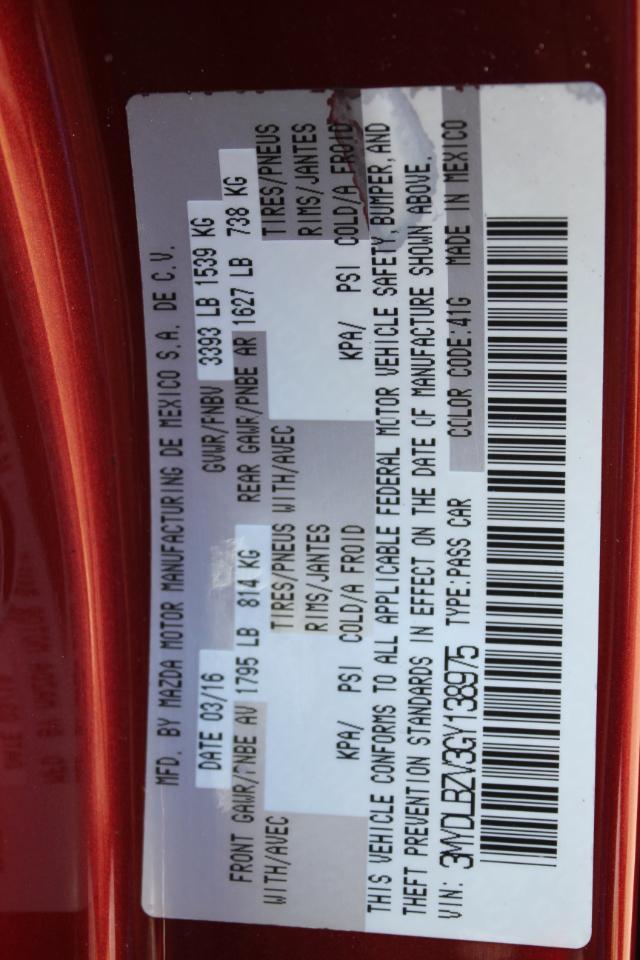 MFD. BY MAZDA MOTOR MANUFACTURING DE MEXICO S.A. DE C.V.
DATE 03/16 GVWR/PNBV 3393 LB 1539 KG
FRONT GAWR/PNBE AV 1795 LB 814 KG REAR GAWR/PNBE AR 1627 LB 738 KG
WITH/AVEC TIRES/PNEUS WITH/AVEC TIRES/PNEUS
RIMS/JANTES RIMS/JANTES
KPA/ PSI COLD/A FROID KPA/ PSI COLD/A FROID
THIS VEHICLE CONFORMS TO ALL APPLICABLE FEDERAL MOTOR VEHICLE SAFETY, BUMPER, AND
THEFT PREVENTION STANDARDS IN EFFECT ON THE DATE OF MANUFACTURE SHOWN ABOVE.
VIN: 3MYDLBZV3GY138975 TYPE:PASS CAR COLOR CODE:41G MADE IN MEXICO